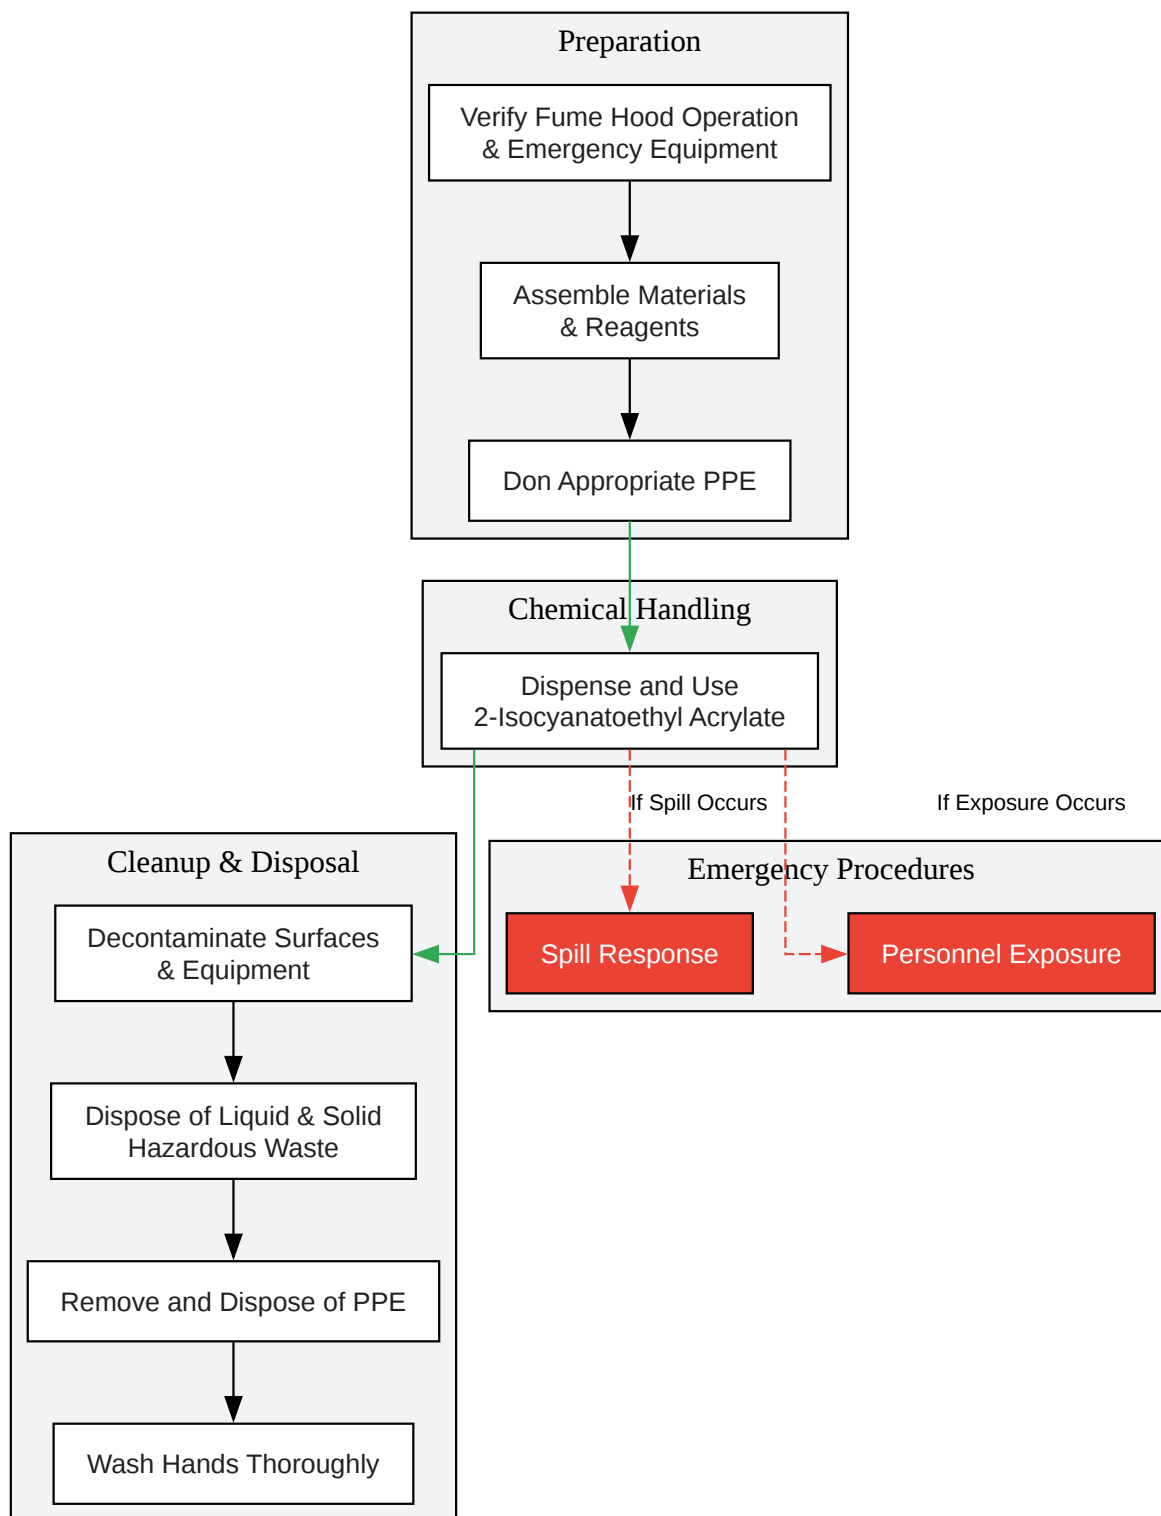 Preparation
Verify Fume Hood Operation
& Emergency Equipment
Assemble Materials
& Reagents
Don Appropriate PPE
Chemical Handling
Dispense and Use
2-Isocyanatoethyl Acrylate
If Spill Occurs
If Exposure Occurs
Cleanup & Disposal
Decontaminate Surfaces
& Equipment
Dispose of Liquid & Solid
Hazardous Waste
Remove and Dispose of PPE
Wash Hands Thoroughly
Emergency Procedures
Spill Response
Personnel Exposure